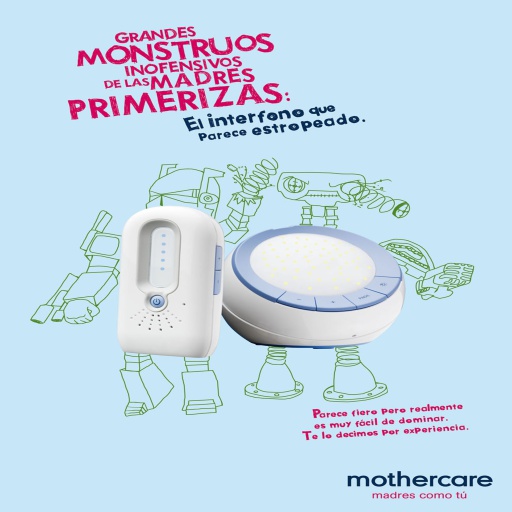 GRANDES
MONSTRUOS
INOFENSIVOS
DE LAS MADRES
PRIMERIZAS:
El interfono que
Parece estropeado.
Parece fiero pero realmente
es muy fácil de dominar.
Te lo decimos por experiencia.
mothercare
madres como tú